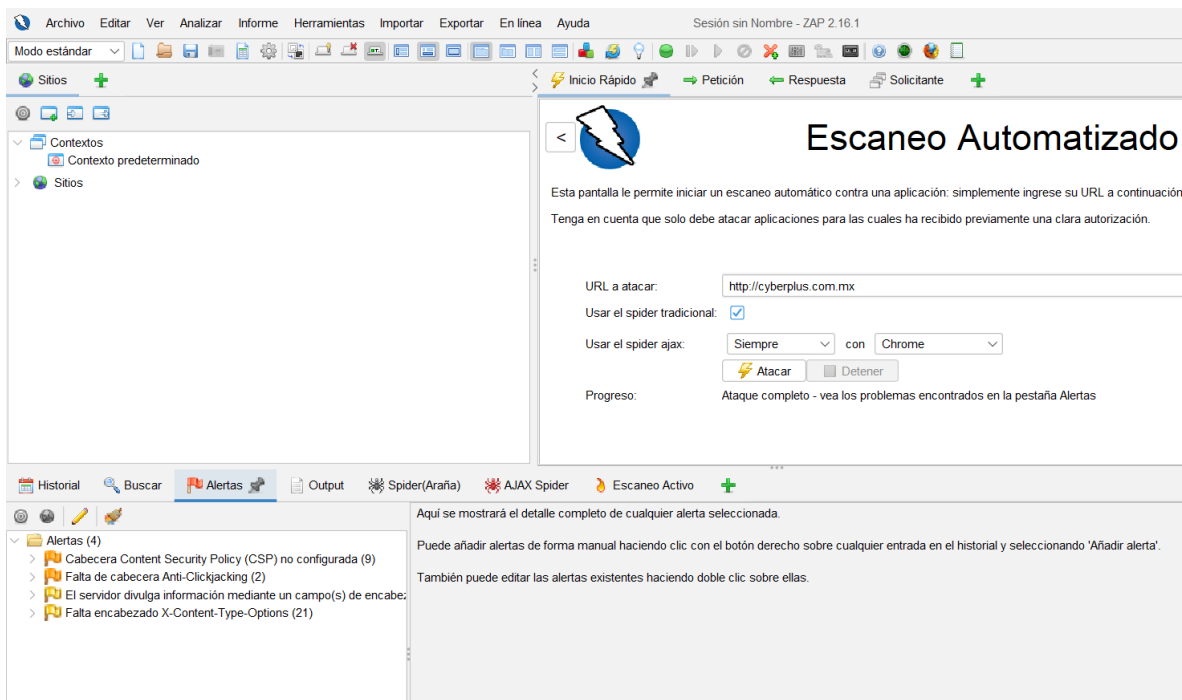 Archivo Editar Ver Analizar Informe Herramientas Importar Exportar En línea Ayuda Sesión sin Nombre - ZAP 2.16.1
Modo estándar
Sitios
Inicio Rápido Petición Respuesta Solicitante
Contextos
Contexto predeterminado
Sitios
<
Escaneo Automatizado
Esta pantalla le permite iniciar un escaneo automático contra una aplicación: simplemente ingrese su URL a continuación
Tenga en cuenta que solo debe atacar aplicaciones para las cuales ha recibido previamente una clara autorización.
URL a atacar: http://cyberplus.com.mx
Usar el spider tradicional:
Usar el spider ajax: Siempre con Chrome
Atacar Detener
Progreso: Ataque completo - vea los problemas encontrados en la pestaña Alertas
Historial Buscar Alertas Output Spider(Araña) AJAX Spider Escaneo Activo
Alertas (4)
Cabecera Content Security Policy (CSP) no configurada (9)
Falta de cabecera Anti-Clickjacking (2)
El servidor divulga información mediante un campo(s) de encabez
Falta encabezado X-Content-Type-Options (21)
Aquí se mostrará el detalle completo de cualquier alerta seleccionada.
Puede añadir alertas de forma manual haciendo clic con el botón derecho sobre cualquier entrada en el historial y seleccionando 'Añadir alerta'.
También puede editar las alertas existentes haciendo doble clic sobre ellas.